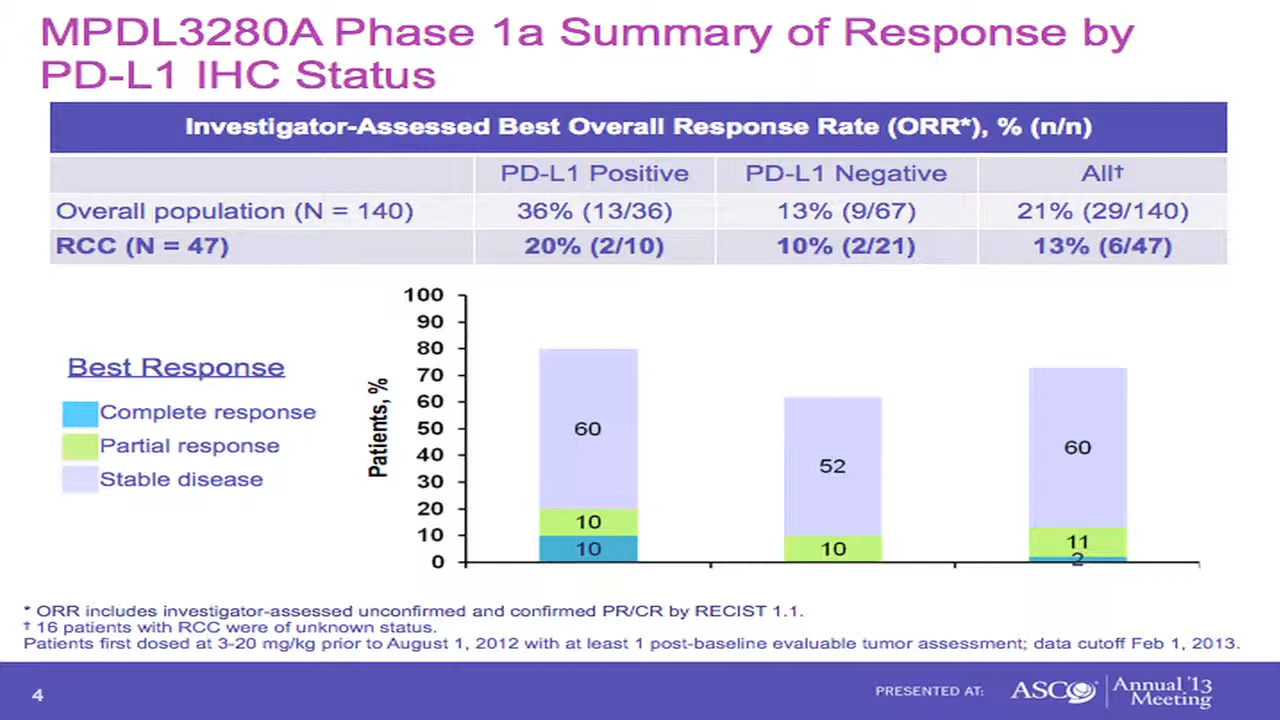 MPDL3280A Phase 1a Summary of Response by
PD-L1 IHC Status
Investigator-Assessed Best Overall Response Rate (ORR*), % (n/n)
PD-L1 Positive PD-L1 Negative All†
Overall population (N = 140) 36% (13/36) 13% (9/67) 21% (29/140)
RCC (N = 47) 20% (2/10) 10% (2/21) 13% (6/47)
Best Response
Complete response
Partial response
Stable disease
Patients, %
100
90
80
70
60
50
40
30
20
10
0
60
10
10
52
10
60
11
2
* ORR includes investigator-assessed unconfirmed and confirmed PR/CR by RECIST 1.1.
† 16 patients with RCC were of unknown status.
Patients first dosed at 3-20 mg/kg prior to August 1, 2012 with at least 1 post-baseline evaluable tumor assessment; data cutoff Feb 1, 2013.
4
PRESENTED AT:
ASCO
Annual '13
Meeting